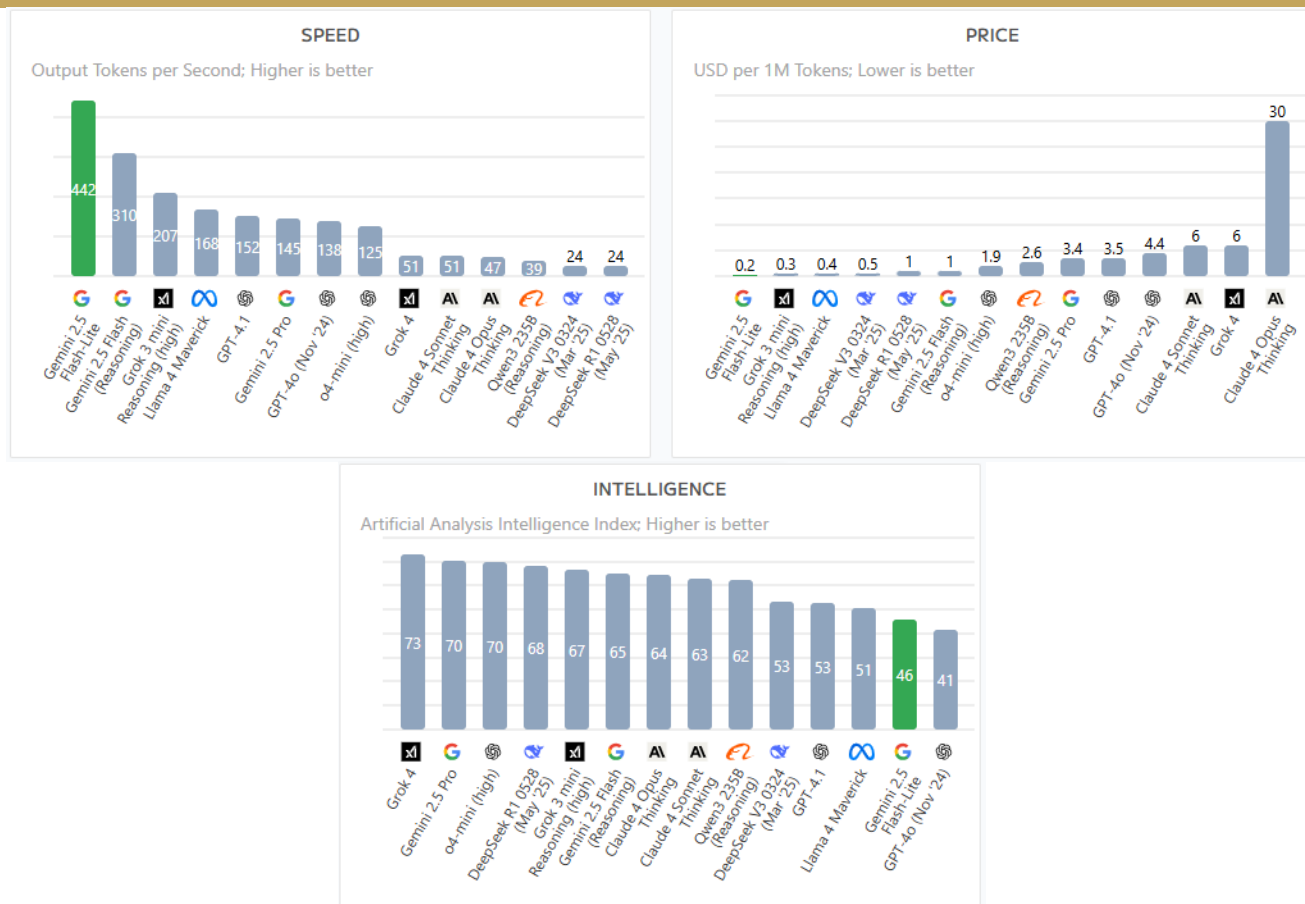 SPEED
Output Tokens per Second; Higher is better
442
310
207
168
152
145
138
125
51
51
47
39
24
24
Gemini 2.5
Flash-Lite
Gemini 2.5 Flash
(Reasoning)
Grok 3 mini
Reasoning (high)
Llama 4 Maverick
GPT-4.1
Gemini 2.5 Pro
GPT-4o (Nov '24)
o4-mini (high)
Grok 4
Claude 4 Sonnet
Thinking
Claude 4 Opus
Thinking
Qwen3 235B
(Reasoning)
DeepSeek V3 0324
(Mar '25)
DeepSeek R1 0528
(May '25)
PRICE
USD per 1M Tokens; Lower is better
0.2
0.3
0.4
0.5
1
1
1.9
2.6
3.4
3.5
4.4
6
6
30
Gemini 2.5
Flash-Lite
Grok 3 mini
Reasoning (high)
Llama 4 Maverick
DeepSeek V3 0324
(Mar '25)
DeepSeek R1 0528
(May '25)
Gemini 2.5 Flash
(Reasoning)
o4-mini (high)
Qwen3 235B
(Reasoning)
Gemini 2.5 Pro
GPT-4.1
GPT-4o (Nov '24)
Claude 4 Sonnet
Thinking
Grok 4
Claude 4 Opus
Thinking
INTELLIGENCE
Artificial Analysis Intelligence Index; Higher is better
73
70
70
68
67
65
64
63
62
53
53
51
46
41
Grok 4
Gemini 2.5 Pro
o4-mini (high)
DeepSeek R1 0528
(May '25)
Grok 3 mini
Reasoning (high)
Gemini 2.5 Flash
(Reasoning)
Claude 4 Opus
Thinking
Claude 4 Sonnet
Thinking
Qwen3 235B
(Reasoning)
DeepSeek V3 0324
(Mar '25)
GPT-4.1
Llama 4 Maverick
Gemini 2.5
Flash-Lite
GPT-4o (Nov '24)